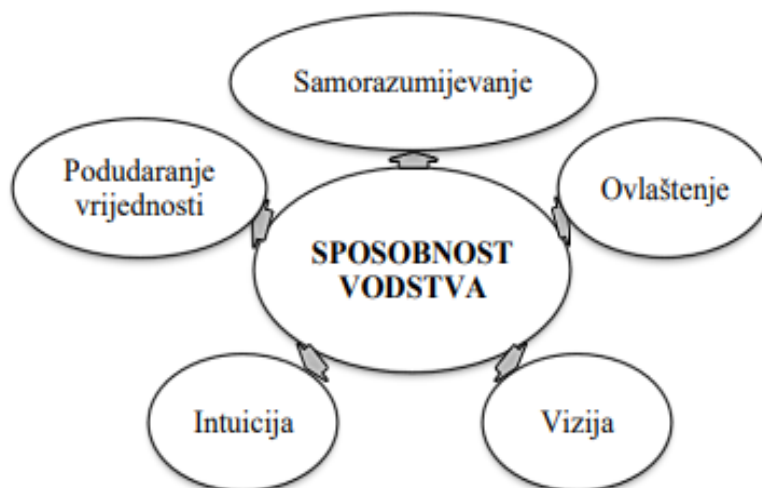 Samorazumijevanje
Podudaranje
vrijednosti
Ovlaštenje
SPOSOBNOST
VODSTVA
Intuicija
Vizija